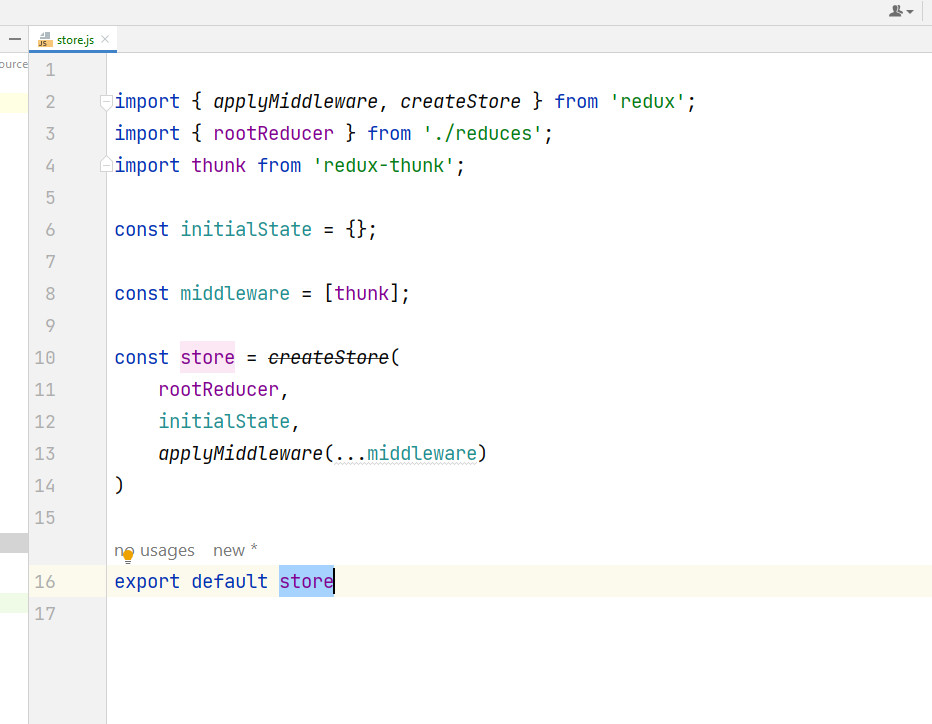 store.js
ource
1
2 import { applyMiddleware, createStore } from 'redux';
3 import { rootReducer } from './reduces';
4 import thunk from 'redux-thunk';
5
6 const initialState = {};
7
8 const middleware = [thunk];
9
10 const store = createStore(
11 rootReducer,
12 initialState,
13 applyMiddleware(...middleware)
14 )
15
no usages new *
16 export default store
17